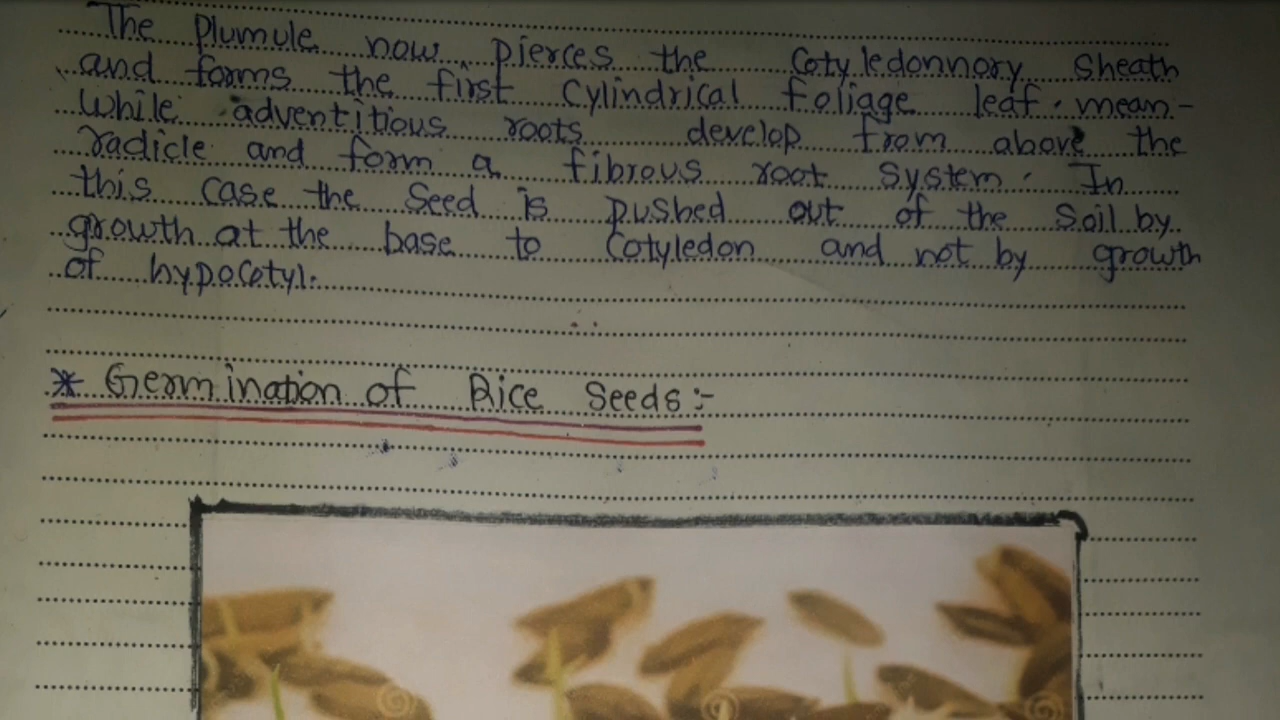 The Plumule now pierces the Cotyledonnory Sheath
and forms the first Cylindrical Foliage leaf. mean-
While adventitious roots develop from above the
radicle and form a fibrous root System. In
this case the Seed is pushed out of the Soil by
growth at the base to Cotyledon and not by growth
of hypocotyl.
* Germination of Rice Seeds :-